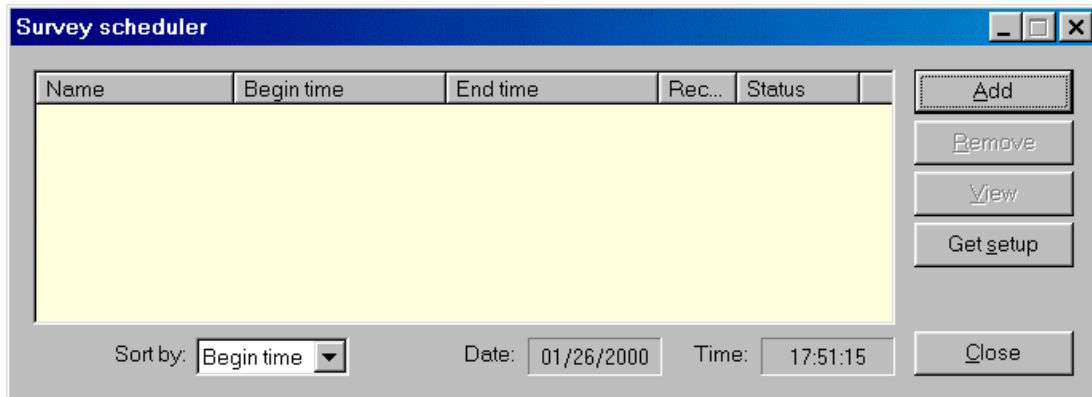 Survey scheduler
Name Begin time End time Rec... Status
Add
Remove
View
Get setup
Sort by: Begin time Date: 01/26/2000 Time: 17:51:15 Close